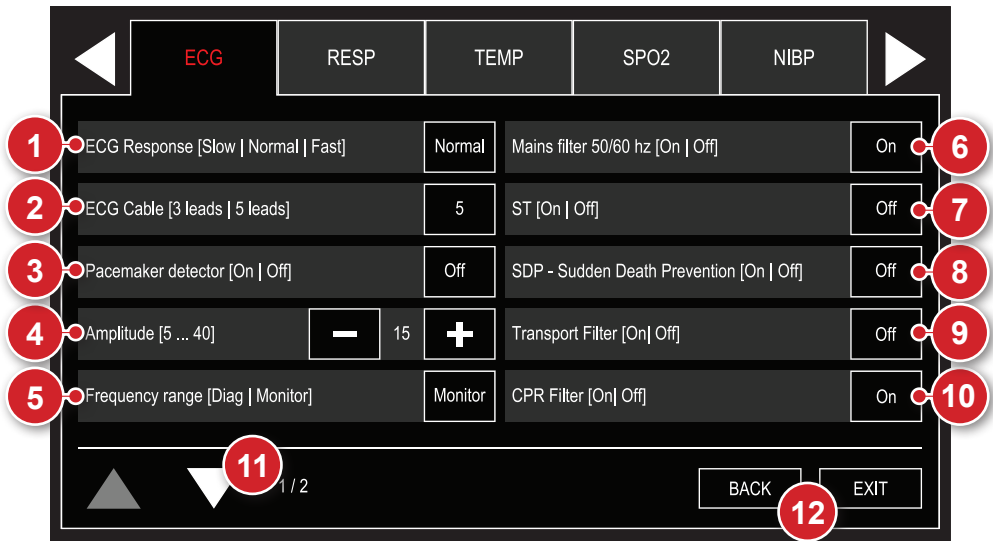 ECG RESP TEMP SPO2 NIBP
1 ECG Response [Slow | Normal | Fast] Normal Mains filter 50/60 hz [On | Off] On 6
2 ECG Cable [3 leads | 5 leads] 5 ST [On | Off] Off 7
3 Pacemaker detector [On | Off] Off SDP - Sudden Death Prevention [On | Off] Off 8
4 Amplitude [5 ... 40] − 15 + Transport Filter [On| Off] Off 9
5 Frequency range [Diag | Monitor] Monitor CPR Filter [On| Off] On 10
11 1 / 2 BACK 12 EXIT